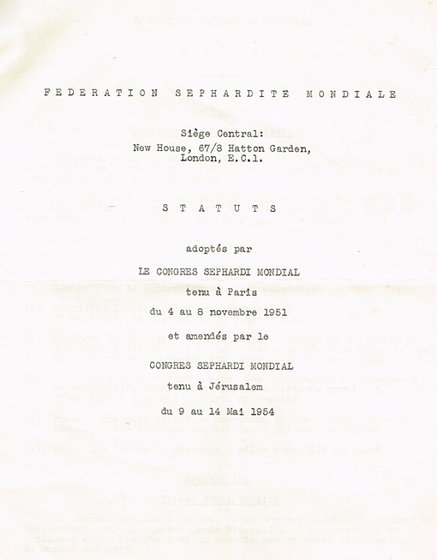 FEDERATION SEPHARDITE MONDIALE
Siège Central:
New House, 67/8 Hatton Garden,
London, E.C.1.
STATUTS
adoptés par
LE CONGRES SEPHARDI MONDIAL
tenu à Paris
du 4 au 8 novembre 1951
et amendés par le
CONGRES SEPHARDI MONDIAL
tenu à Jérusalem
du 9 au 14 Mai 1954